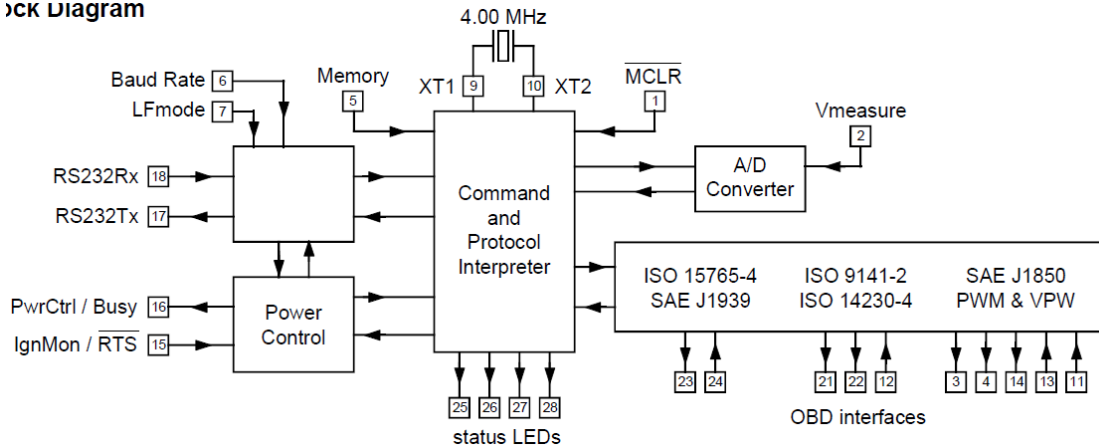 ock Diagram
4.00 MHz
Baud Rate 6
LFmode 7
Memory
5
XT1 9
10 XT2
MCLR
1
Vmeasure
2
RS232Rx 18
RS232Tx 17
Command
and
Protocol
Interpreter
A/D
Converter
PwrCtrl / Busy 16
IgnMon / RTS 15
Power
Control
ISO 15765-4
SAE J1939
ISO 9141-2
ISO 14230-4
SAE J1850
PWM & VPW
25 26 27 28
status LEDs
23 24
21 22 12
3 4 14 13 11
OBD interfaces